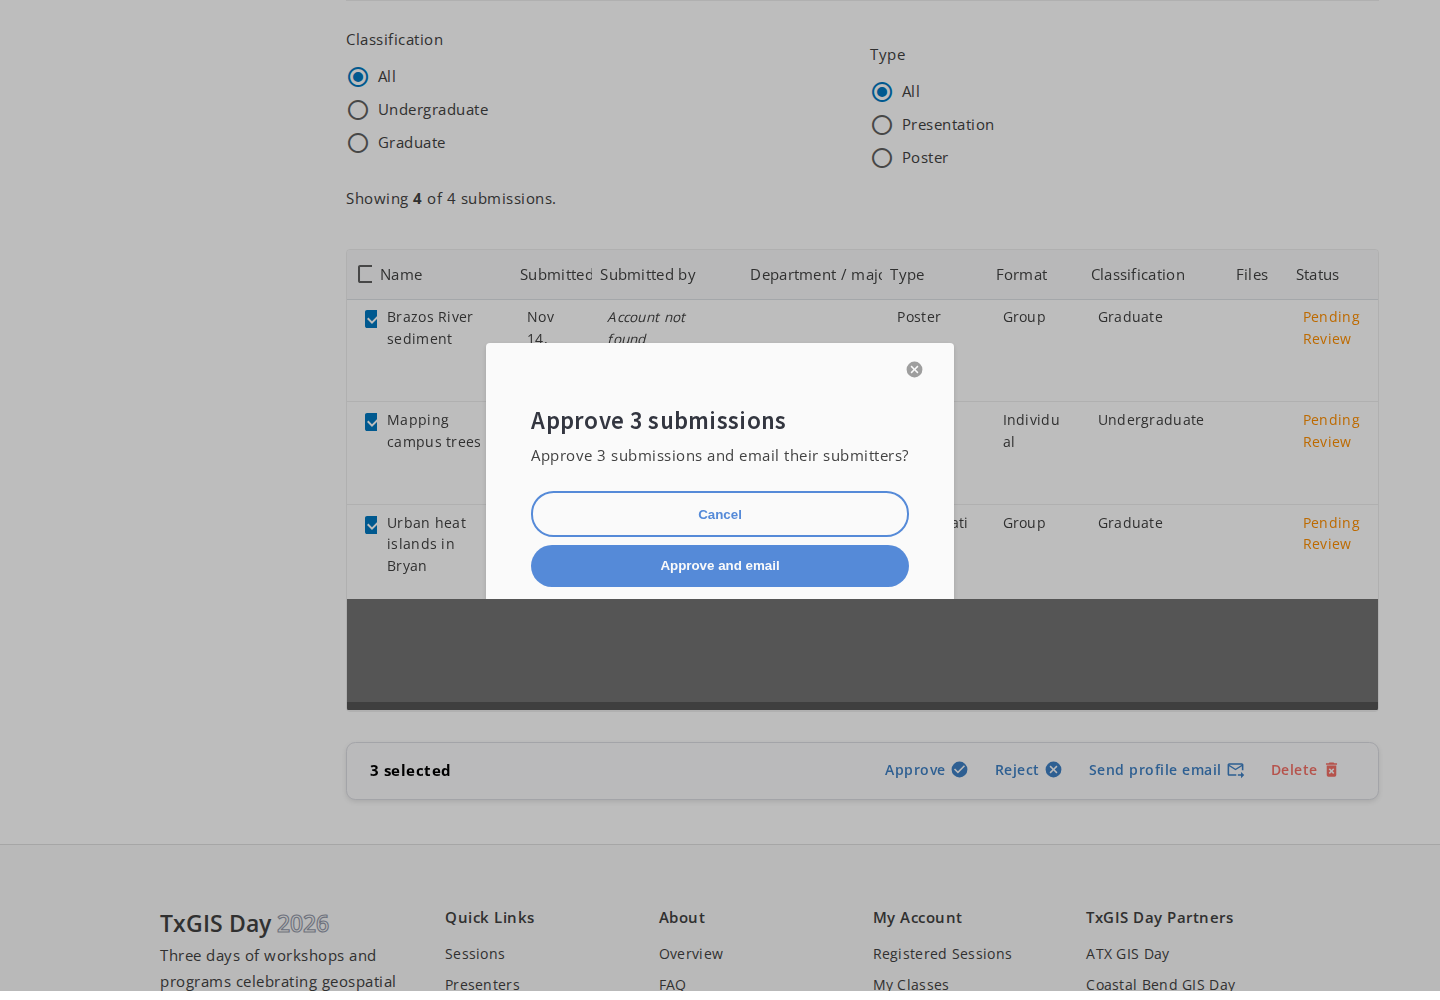 Classification
All
Undergraduate
Graduate
Type
All
Presentation
Poster
Showing 4 of 4 submissions.
Name Submitted Submitted by Department / majo Type Format Classification Files Status
Brazos River sediment
Nov 14,
Account not found
Poster
Group
Graduate
Pending Review
Mapping campus trees
Individu
al
Undergraduate
Pending Review
Urban heat islands in Bryan
ati
Group
Graduate
Pending Review
Approve 3 submissions
Approve 3 submissions and email their submitters?
Cancel
Approve and email
3 selected
Approve
Reject
Send profile email
Delete
TxGIS Day 2026
Three days of workshops and
programs celebrating geospatial
Quick Links
Sessions
Presenters
About
Overview
FAQ
My Account
Registered Sessions
My Classes
TxGIS Day Partners
ATX GIS Day
Coastal Bend GIS Day